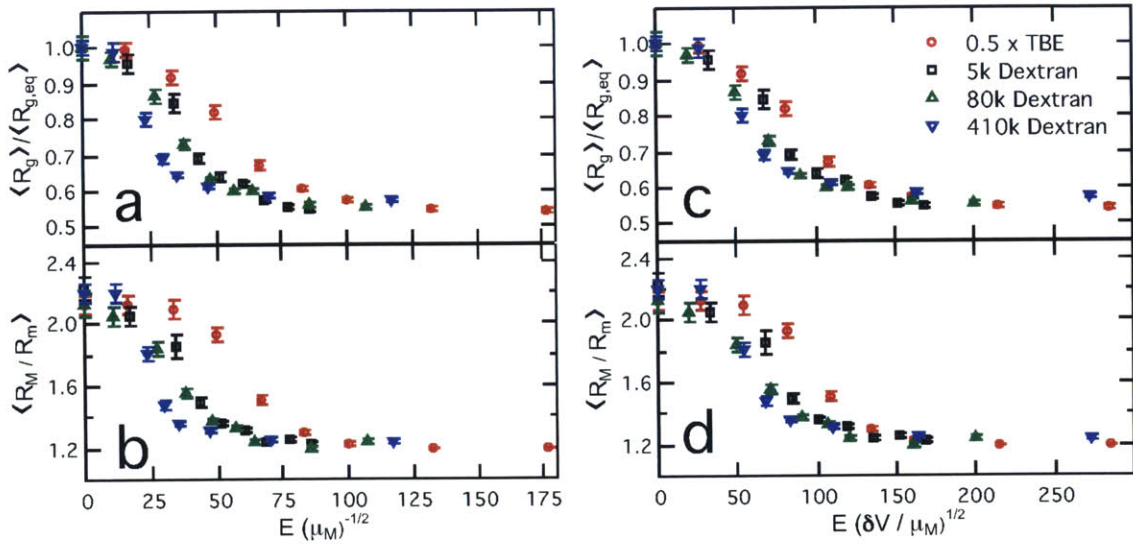 ⟨R_g⟩/⟨R_g,eq⟩
1.0
0.9
0.8
0.7
0.6
0.5
a
⟨R_M / R_m⟩
2.4
2.0
1.6
1.2
b
0 25 50 75 100 125 150 175
E (μ_M)^-1/2
⟨R_g⟩/⟨R_g,eq⟩
1.0
0.9
0.8
0.7
0.6
0.5
c
0.5 x TBE
5k Dextran
80k Dextran
410k Dextran
⟨R_M / R_m⟩
2.4
2.0
1.6
1.2
d
0 50 100 150 200 250
E (δV / μ_M)^1/2